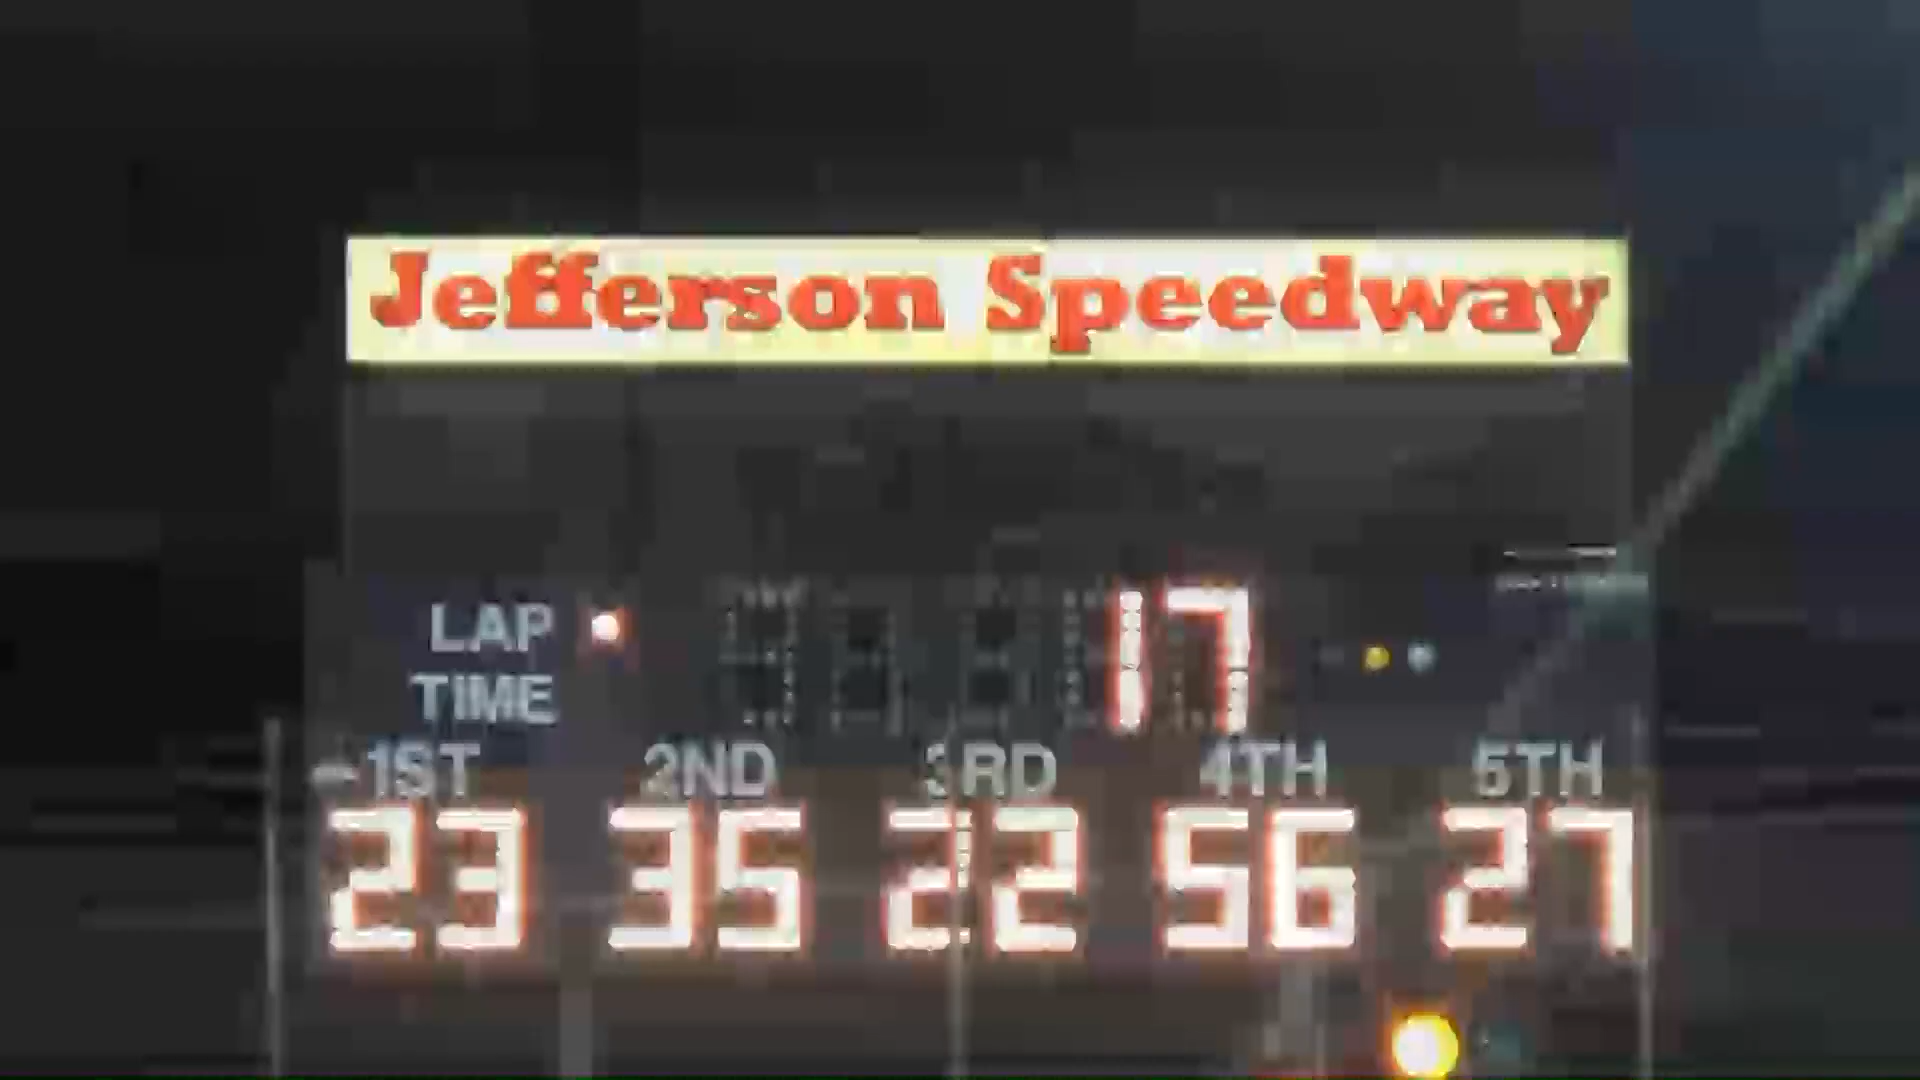 Jefferson Speedway
LAP 17
TIME
1ST 2ND 3RD 4TH 5TH
23 35 22 56 27